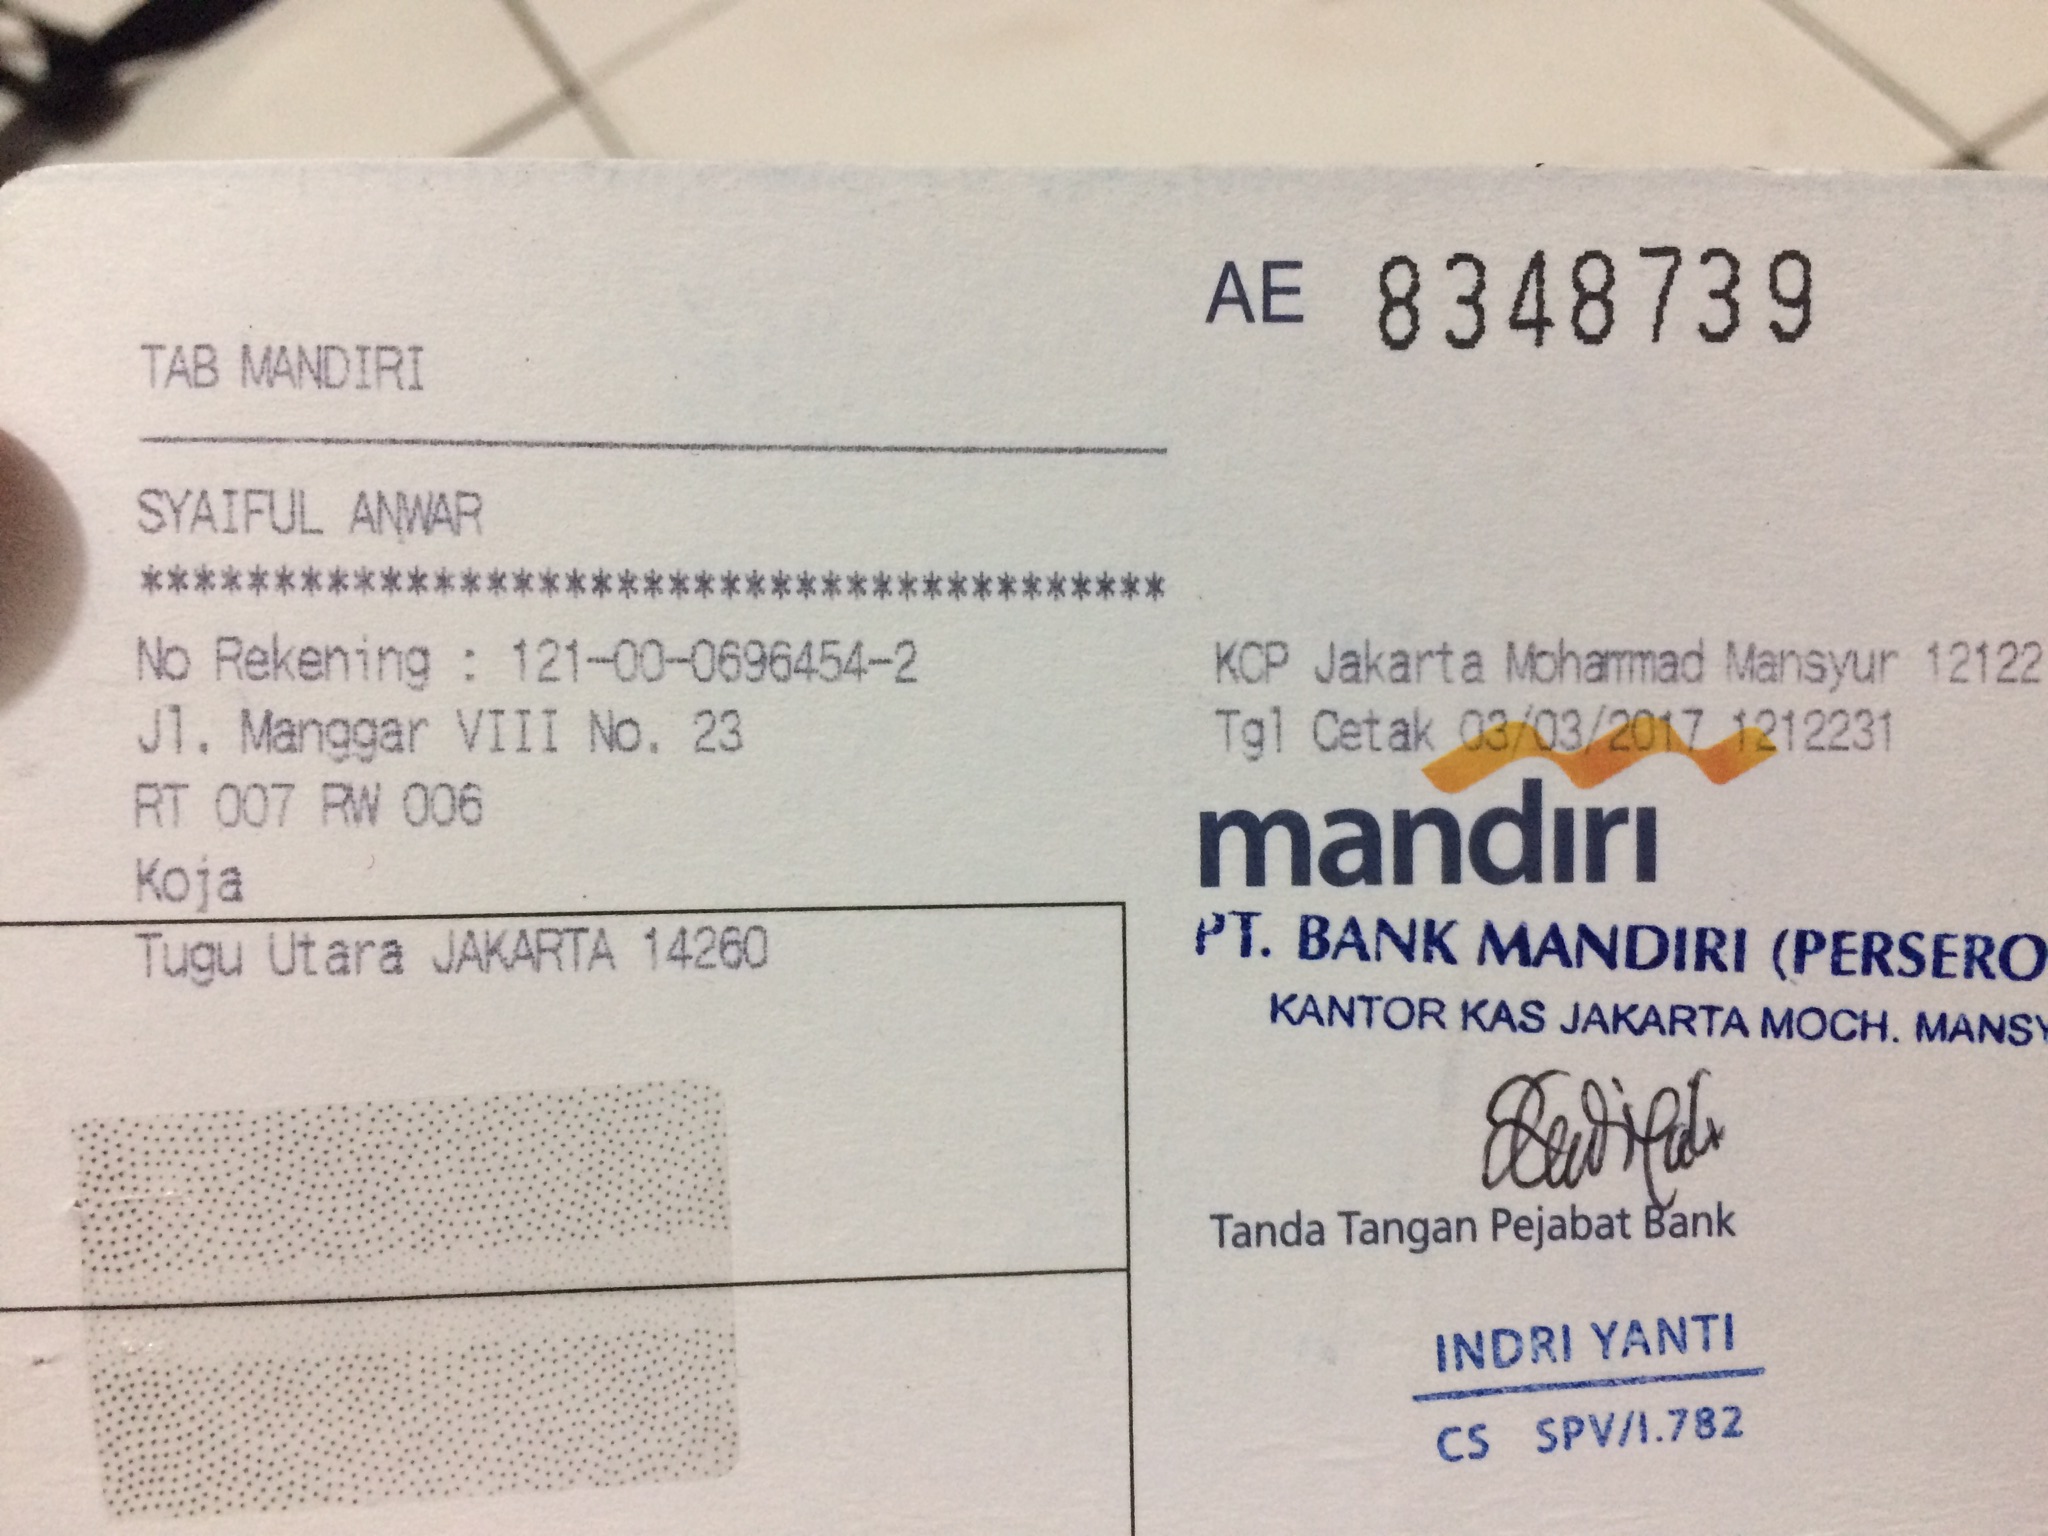 AE 8348739
TAB MANDIRI
SYAIFUL ANWAR
***************************************
No Rekening : 121-00-0696454-2
Jl. Manggar VIII No. 23
RT 007 RW 006
Koja
Tugu Utara JAKARTA 14260
KCP Jakarta Mohammad Mansyur 12122
Tgl Cetak 03/03/2017 1212231
mandiri
PT. BANK MANDIRI (PERSERO
KANTOR KAS JAKARTA MOCH. MANSY
Tanda Tangan Pejabat Bank
INDRI YANTI
CS SPV/I.782